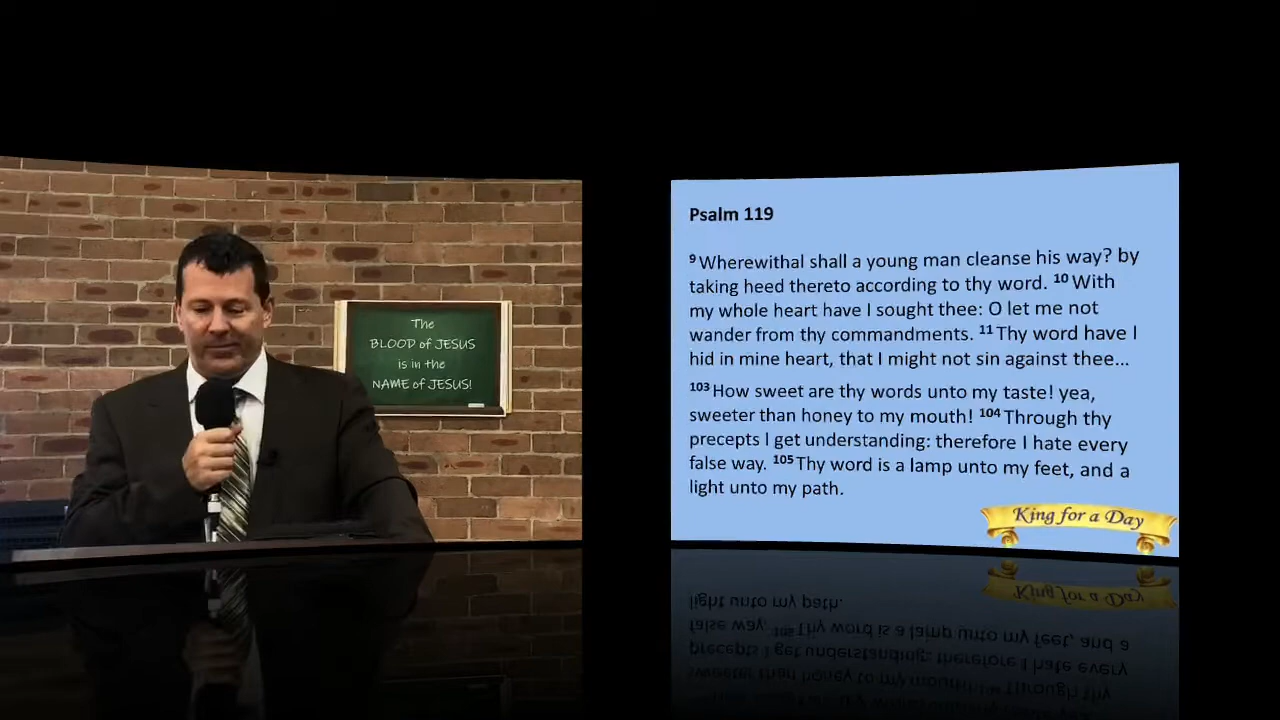 The
BLOOD of JESUS
is in the
NAME of JESUS!
Psalm 119
9 Wherewithal shall a young man cleanse his way? by
taking heed thereto according to thy word. 10 With
my whole heart have I sought thee: O let me not
wander from thy commandments. 11 Thy word have I
hid in mine heart, that I might not sin against thee...
103 How sweet are thy words unto my taste! yea,
sweeter than honey to my mouth! 104 Through thy
precepts I get understanding: therefore I hate every
false way. 105 Thy word is a lamp unto my feet, and a
light unto my path.
King for a Day